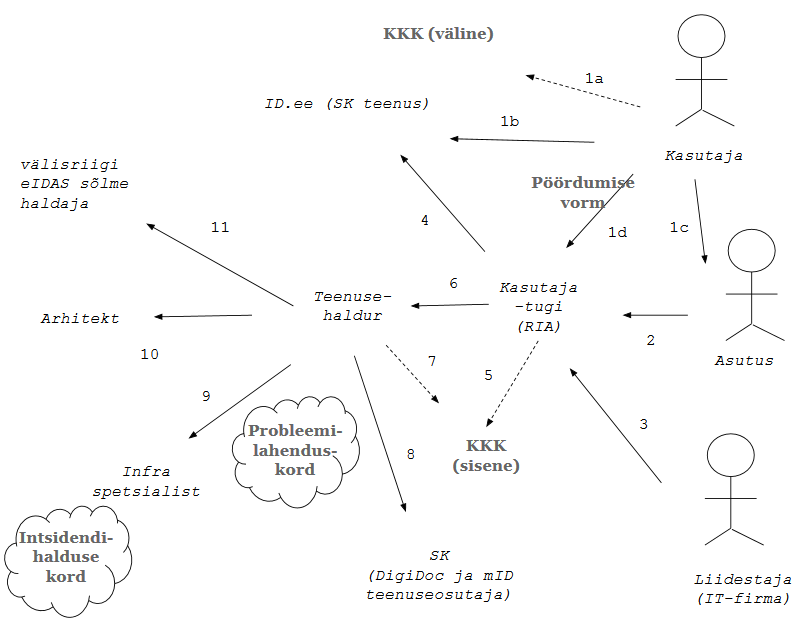 KKK (väline)
1a
ID.ee (SK teenus)
1b
Kasutaja
välisriigi
eIDAS sõlme
haldaja
Pöördumise
vorm
4
11
1d
1c
6
Teenuse-
haldur
Kasutaja
-tugi
(RIA)
Arhitekt
10
2
Asutus
7
5
9
3
Probleemi-
lahendus-
kord
8
KKK
(sisene)
Infra
spetsialist
Intsidendi-
halduse
kord
SK
(DigiDoc ja mID
teenuseosutaja)
Liidestaja
(IT-firma)